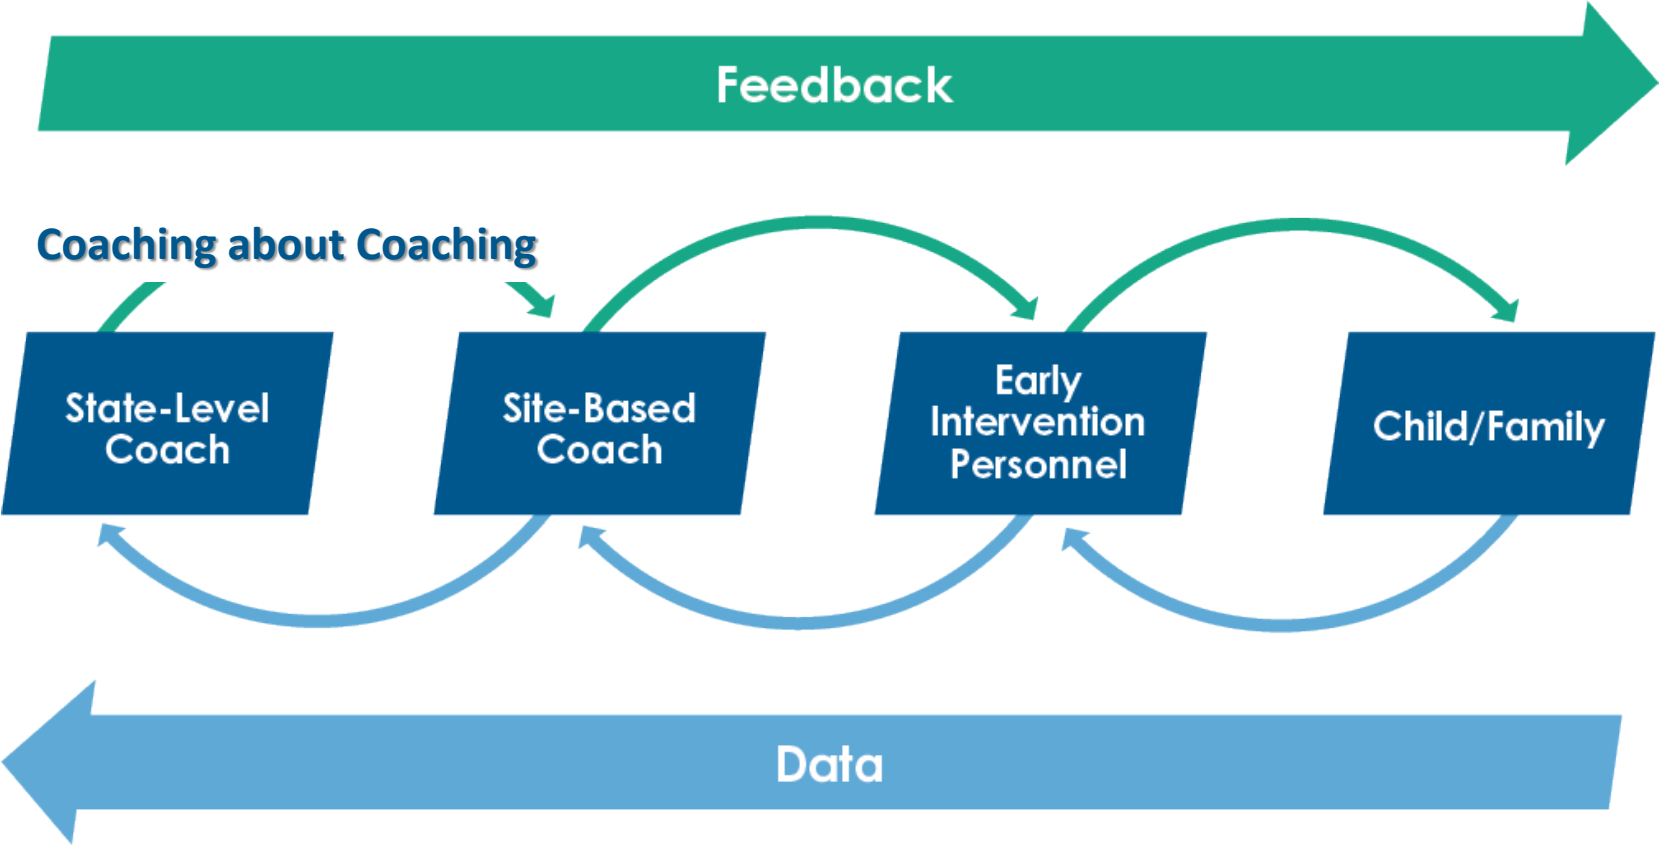 Feedback
Coaching about Coaching
State-Level
Coach
Site-Based
Coach
Early
Intervention
Personnel
Child/Family
Data